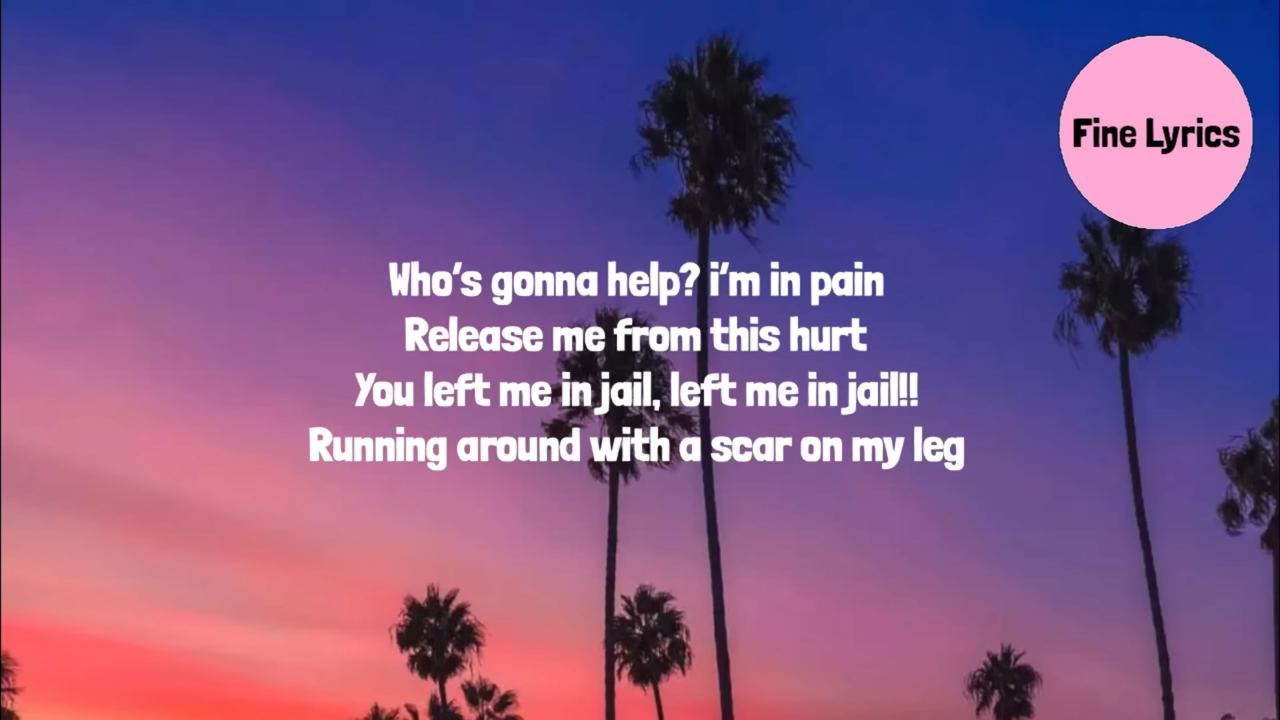 Fine Lyrics
Who's gonna help? i'm in pain
Release me from this hurt
You left me in jail, left me in jail!!
Running around with a scar on my leg